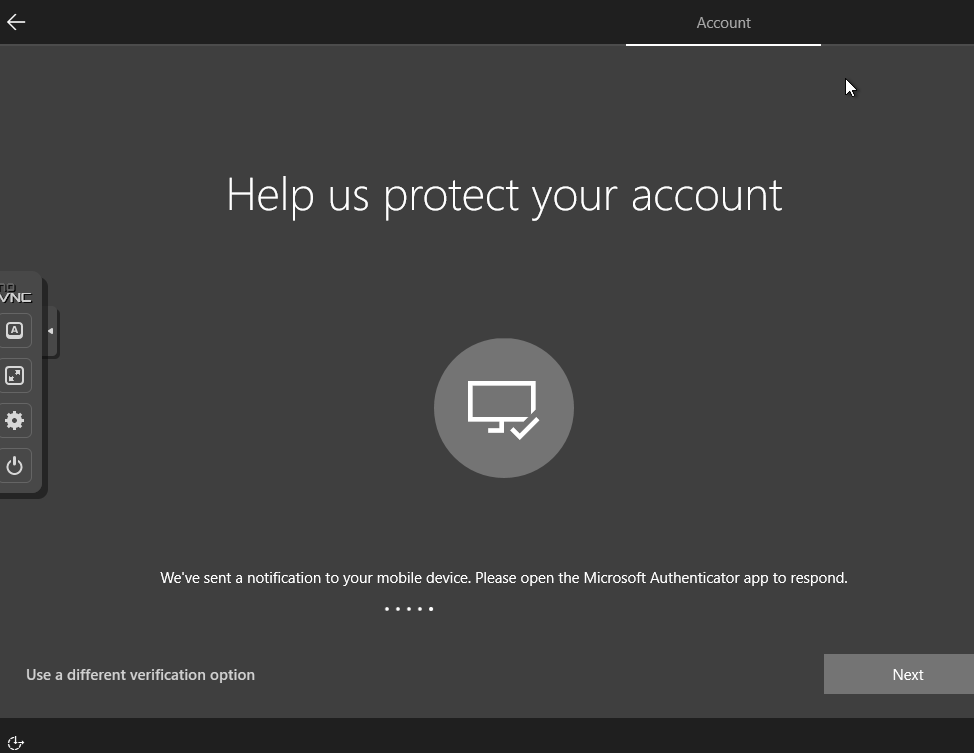 Account
Help us protect your account
no
VNC
A
We've sent a notification to your mobile device. Please open the Microsoft Authenticator app to respond.
Use a different verification option
Next